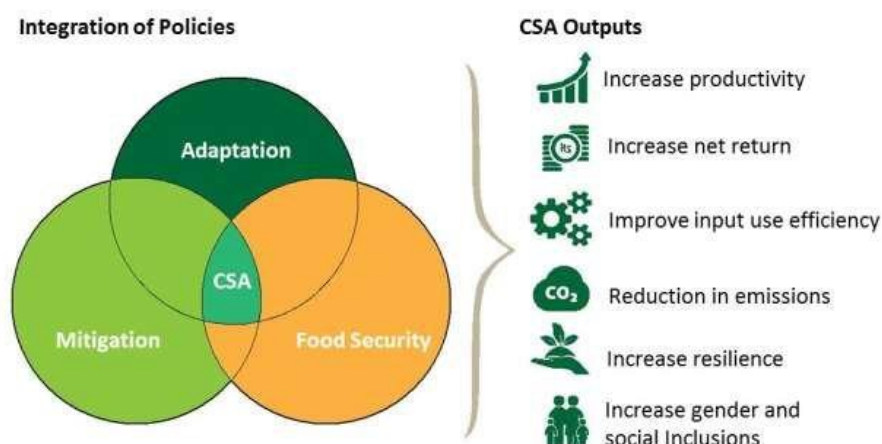 Integration of Policies
Adaptation
CSA
Mitigation
Food Security
CSA Outputs
Increase productivity
Rs
Increase net return
Improve input use efficiency
CO₂
Reduction in emissions
Increase resilience
Increase gender and
social Inclusions